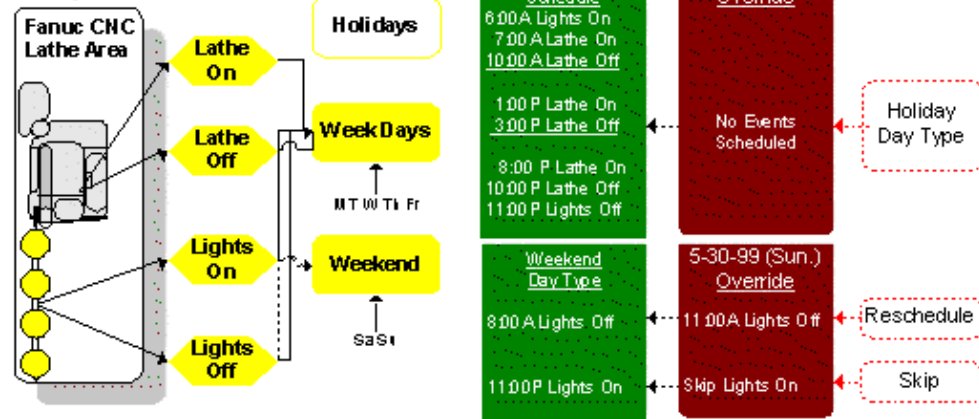 Fanuc CNC
Lathe Area
Lathe
On
Lathe
Off
Lights
On
Lights
Off
Holidays
Week Days
M T W Th Fr
Weekend
Sa Su
Schedule
6:00 A Lights On
7:00 A Lathe On
10:00 A Lathe Off
1:00 P Lathe On
3:00 P Lathe Off
8:00 P Lathe On
10:00 P Lathe Off
11:00 P Lights Off
Override
No Events
Scheduled
Holiday
Day Type
Weekend
Day Type
8:00 A Lights Off
11:00 P Lights On
5-30-99 (Sun.)
Override
11:00 A Lights Off
Skip Lights On
Reschedule
Skip